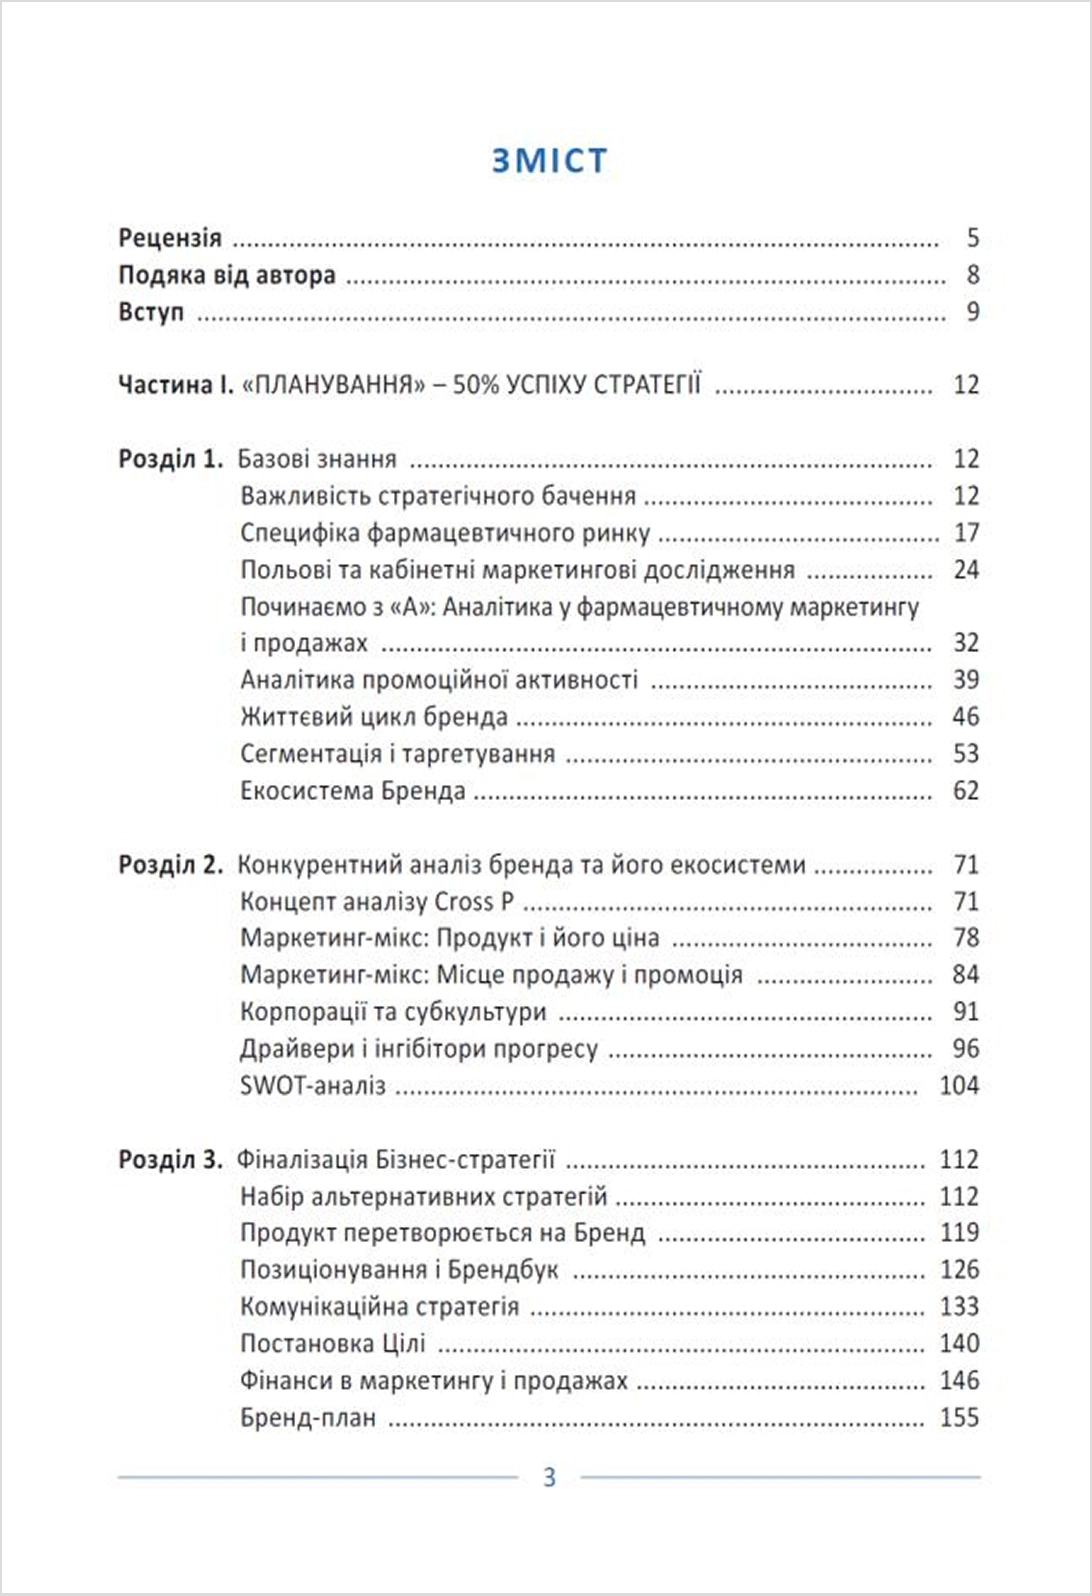 ЗМІСТ
Рецензія ........................................................ 5
Подяка від автора ........................................................ 8
Вступ ........................................................ 9
Частина І. «ПЛАНУВАННЯ» – 50% УСПІХУ СТРАТЕГІЇ ............................... 12
Розділ 1. Базові знання ........................................................ 12
Важливість стратегічного бачення ........................................ 12
Специфіка фармацевтичного ринку ........................................ 17
Польові та кабінетні маркетингові дослідження .................. 24
Починаємо з «А»: Аналітика у фармацевтичному маркетингу
і продажах ........................................................ 32
Аналітика промоційної активності ........................................ 39
Життєвий цикл бренда ........................................................ 46
Сегментація і таргетування ........................................ 53
Екосистема Бренда ........................................................ 62
Розділ 2. Конкурентний аналіз бренда та його екосистеми ................. 71
Концепт аналізу Cross P ........................................................ 71
Маркетинг-мікс: Продукт і його ціна ..................................... 78
Маркетинг-мікс: Місце продажу і промоція ......................... 84
Корпорації та субкультури ........................................ 91
Драйвери і інгібітори прогресу ........................................ 96
SWOT-аналіз ........................................................ 104
Розділ 3. Фіналізація Бізнес-стратегії ........................................ 112
Набір альтернативних стратегій ........................................ 112
Продукт перетворюється на Бренд ..................................... 119
Позиціонування і Брендбук ........................................ 126
Комунікаційна стратегія ........................................ 133
Постановка Цілі ........................................................ 140
Фінанси в маркетингу і продажах ........................................ 146
Бренд-план ........................................................ 155
3